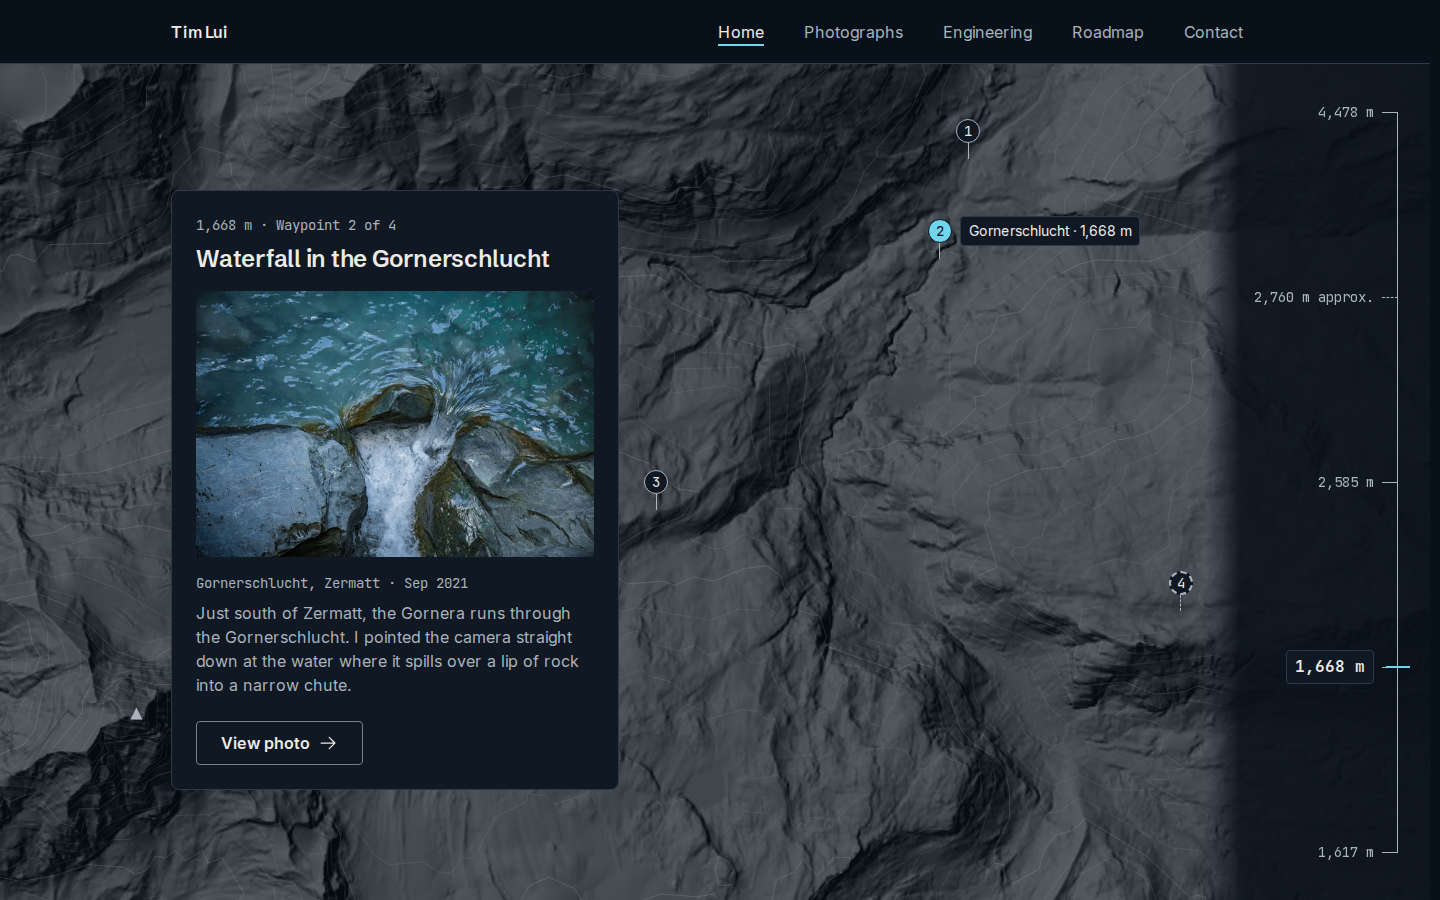 Tim Lui
Home Photographs Engineering Roadmap Contact
4,478 m
1
1,668 m · Waypoint 2 of 4
2 Gornerschlucht · 1,668 m
Waterfall in the Gornerschlucht
2,760 m approx.
3
2,585 m
4
Gornerschlucht, Zermatt · Sep 2021
Just south of Zermatt, the Gornera runs through
the Gornerschlucht. I pointed the camera straight
down at the water where it spills over a lip of rock
into a narrow chute.
1,668 m
View photo →
1,617 m